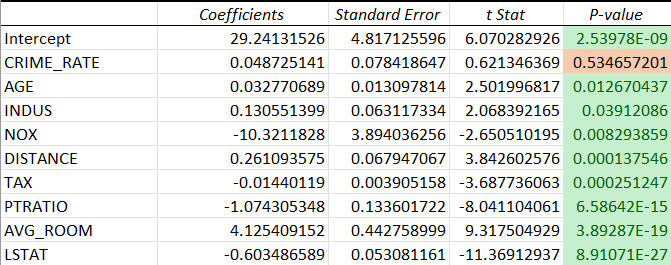 Coefficients Standard Error t Stat P-value
Intercept 29.24131526 4.817125596 6.070282926 2.53978E-09
CRIME_RATE 0.048725141 0.078418647 0.621346369 0.534657201
AGE 0.032770689 0.013097814 2.501996817 0.012670437
INDUS 0.130551399 0.063117334 2.068392165 0.03912086
NOX -10.3211828 3.894036256 -2.650510195 0.008293859
DISTANCE 0.261093575 0.067947067 3.842602576 0.000137546
TAX -0.01440119 0.003905158 -3.687736063 0.000251247
PTRATIO -1.074305348 0.133601722 -8.041104061 6.58642E-15
AVG_ROOM 4.125409152 0.442758999 9.317504929 3.89287E-19
LSTAT -0.603486589 0.053081161 -11.36912937 8.91071E-27